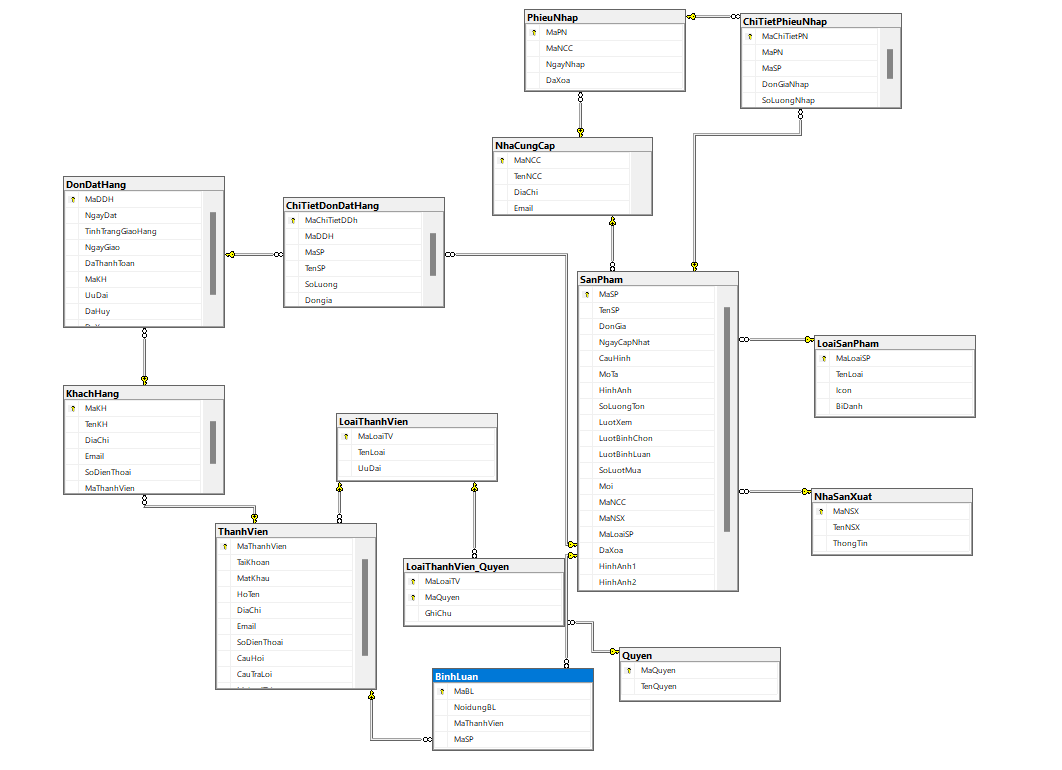 PhieuNhap
MaPN
MaNCC
NgayNhap
DaXoa
ChiTietPhieuNhap
MaChiTietPN
MaPN
MaSP
DonGiaNhap
SoLuongNhap
NhaCungCap
MaNCC
TenNCC
DiaChi
Email
DonDatHang
MaDDH
NgayDat
TinhTrangGiaoHang
NgayGiao
DaThanhToan
MaKH
UuDai
DaHuy
ChiTietDonDatHang
MaChiTietDDh
MaDDH
MaSP
TenSP
SoLuong
Dongia
SanPham
MaSP
TenSP
DonGia
NgayCapNhat
CauHinh
MoTa
HinhAnh
SoLuongTon
LuotXem
LuotBinhChon
LuotBinhLuan
SoLuotMua
Moi
MaNCC
MaNSX
MaLoaiSP
DaXoa
HinhAnh1
HinhAnh2
LoaiSanPham
MaLoaiSP
TenLoai
Icon
BiDanh
KhachHang
MaKH
TenKH
DiaChi
Email
SoDienThoai
MaThanhVien
LoaiThanhVien
MaLoaiTV
TenLoai
UuDai
NhaSanXuat
MaNSX
TenNSX
ThongTin
ThanhVien
MaThanhVien
TaiKhoan
MatKhau
HoTen
DiaChi
Email
SoDienThoai
CauHoi
CauTraLoi
LoaiThanhVien_Quyen
MaLoaiTV
MaQuyen
GhiChu
Quyen
MaQuyen
TenQuyen
BinhLuan
MaBL
NoidungBL
MaThanhVien
MaSP